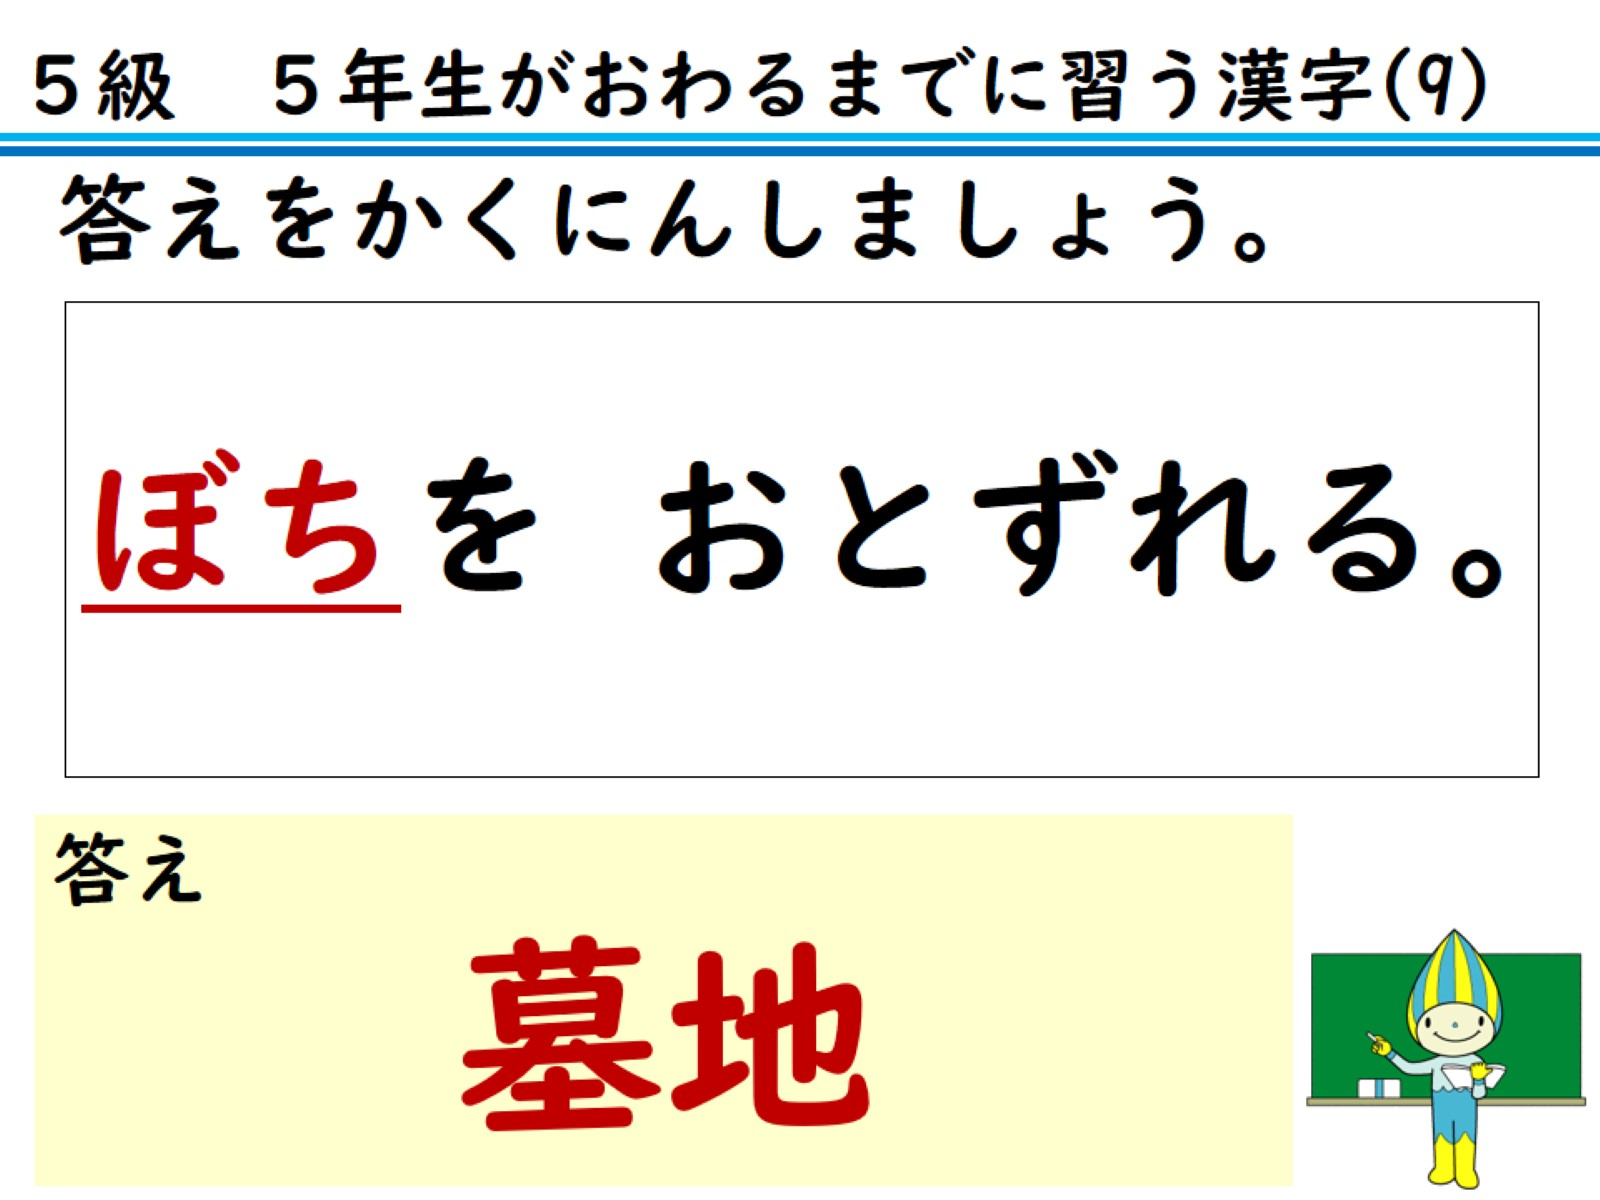 ５級　５年生がおわるまでに習う漢字(9)
答えをかくにんしましょう。
ぼちを おとずれる。
答え
墓地